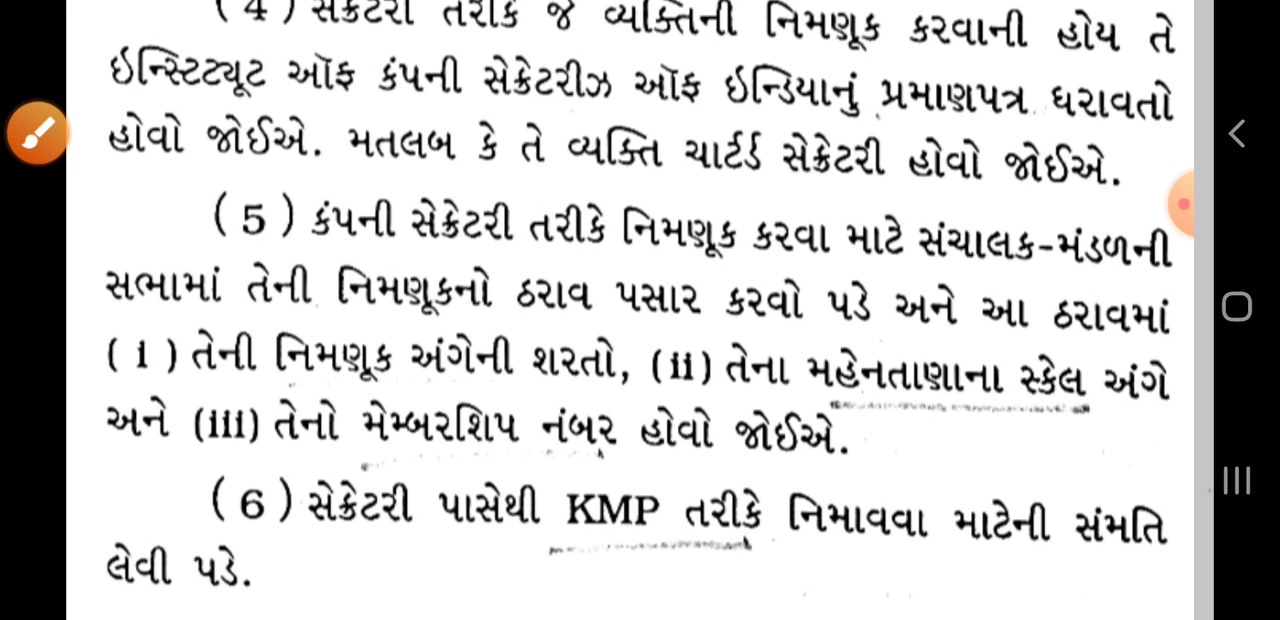 ( 4 ) સેક્રેટરી તરીકે જે વ્યક્તિની નિમણૂક કરવાની હોય તે
ઇન્સ્ટિટ્યૂટ ઑફ કંપની સેક્રેટરીઝ ઑફ ઇન્ડિયાનું પ્રમાણપત્ર ધરાવતો
હોવો જોઈએ. મતલબ કે તે વ્યક્તિ ચાર્ટર્ડ સેક્રેટરી હોવો જોઈએ.
( 5 ) કંપની સેક્રેટરી તરીકે નિમણૂક કરવા માટે સંચાલક-મંડળની
સભામાં તેની નિમણૂકનો ઠરાવ પસાર કરવો પડે અને આ ઠરાવમાં
( i ) તેની નિમણૂક અંગેની શરતો, (ii) તેના મહેનતાણાના સ્કેલ અંગે
અને (iii) તેનો મેમ્બરશિપ નંબર હોવો જોઈએ.
( 6 ) સેક્રેટરી પાસેથી KMP તરીકે નિમાવવા માટેની સંમતિ
લેવી પડે.